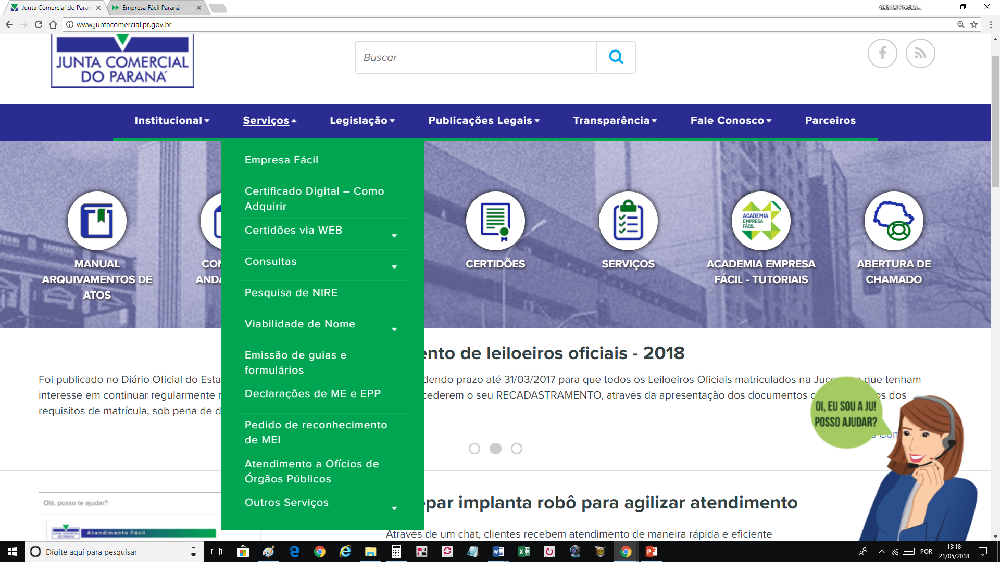 Junta Comercial do Paran
Empresa Fácil Paraná
Gabriel Predab...
www.juntacomercial.pr.gov.br
JUNTA COMERCIAL
DO PARANÁ
Buscar
Institucional
Serviços
Legislação
Publicações Legais
Transparência
Fale Conosco
Parceiros
Empresa Fácil
Certificado Digital – Como
Adquirir
Certidões via WEB
Consultas
Pesquisa de NIRE
Viabilidade de Nome
Emissão de guias e
formulários
Declarações de ME e EPP
Pedido de reconhecimento
de MEI
Atendimento a Ofícios de
Órgãos Públicos
Outros Serviços
MANUAL
ARQUIVAMENTOS DE
ATOS
CON
ANDA
CERTIDÕES
SERVIÇOS
ACADEMIA
EMPRESA
FÁCIL
ACADEMIA EMPRESA
FÁCIL - TUTORIAIS
ABERTURA DE
CHAMADO
ento de leiloeiros oficiais - 2018
Foi publicado no Diário Oficial do Esta dendo prazo até 31/03/2017 para que todos os Leiloeiros Oficiais matriculados na Juc que tenham
interesse em continuar regularmente cederem o seu RECADASTRAMENTO, através da apresentação dos documentos os dos
requisitos de matrícula, sob pena de d
OI, EU SOU A JU!
POSSO AJUDAR?
s Com
Olá, posso te ajudar?
JUNTA COMERCIAL
DO PARANÁ
Atendimento Fácil
epar implanta robô para agilizar atendimento
Através de um chat, clientes recebem atendimento de maneira rápida e eficiente
Digite aqui para pesquisar
POR
13:18
21/05/2018